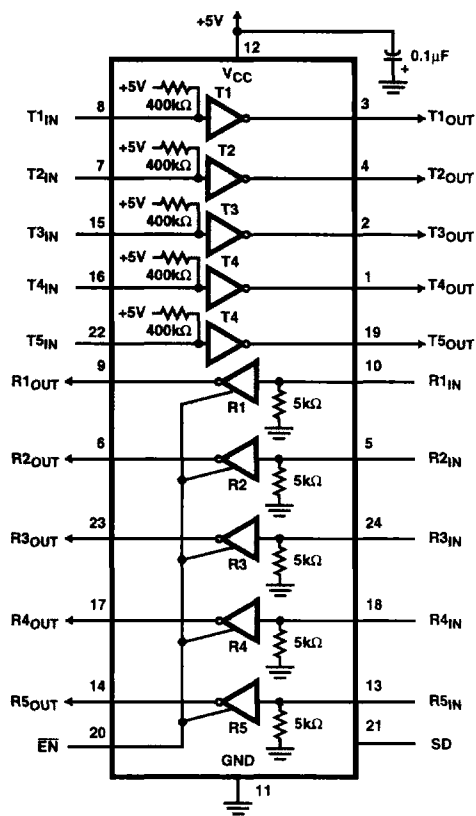 +5V
12
0.1µF
+
VCC
+5V
400kΩ
T1
T1IN
8
3
T1OUT
+5V
400kΩ
T2
T2IN
7
4
T2OUT
+5V
400kΩ
T3
T3IN
15
2
T3OUT
+5V
400kΩ
T4
T4IN
16
1
T4OUT
+5V
400kΩ
T4
T5IN
22
19
T5OUT
R1OUT
9
R1
10
R1IN
5kΩ
R2OUT
6
R2
5
R2IN
5kΩ
R3OUT
23
R3
24
R3IN
5kΩ
R4OUT
17
R4
18
R4IN
5kΩ
R5OUT
14
R5
13
R5IN
5kΩ
EN
20
21
SD
GND
11